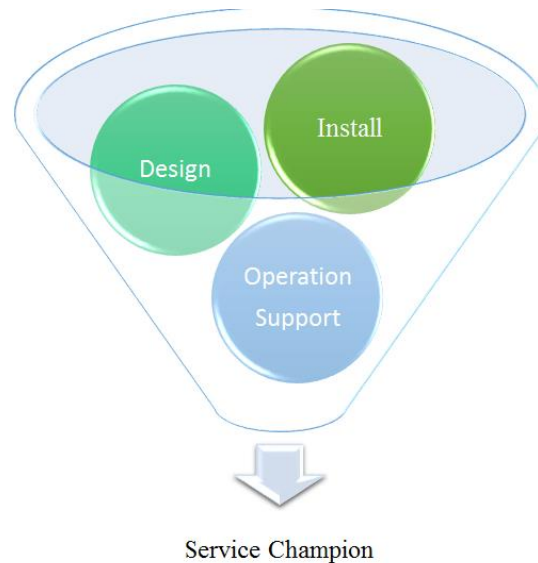 Install
Design
Operation
Support
Service Champion